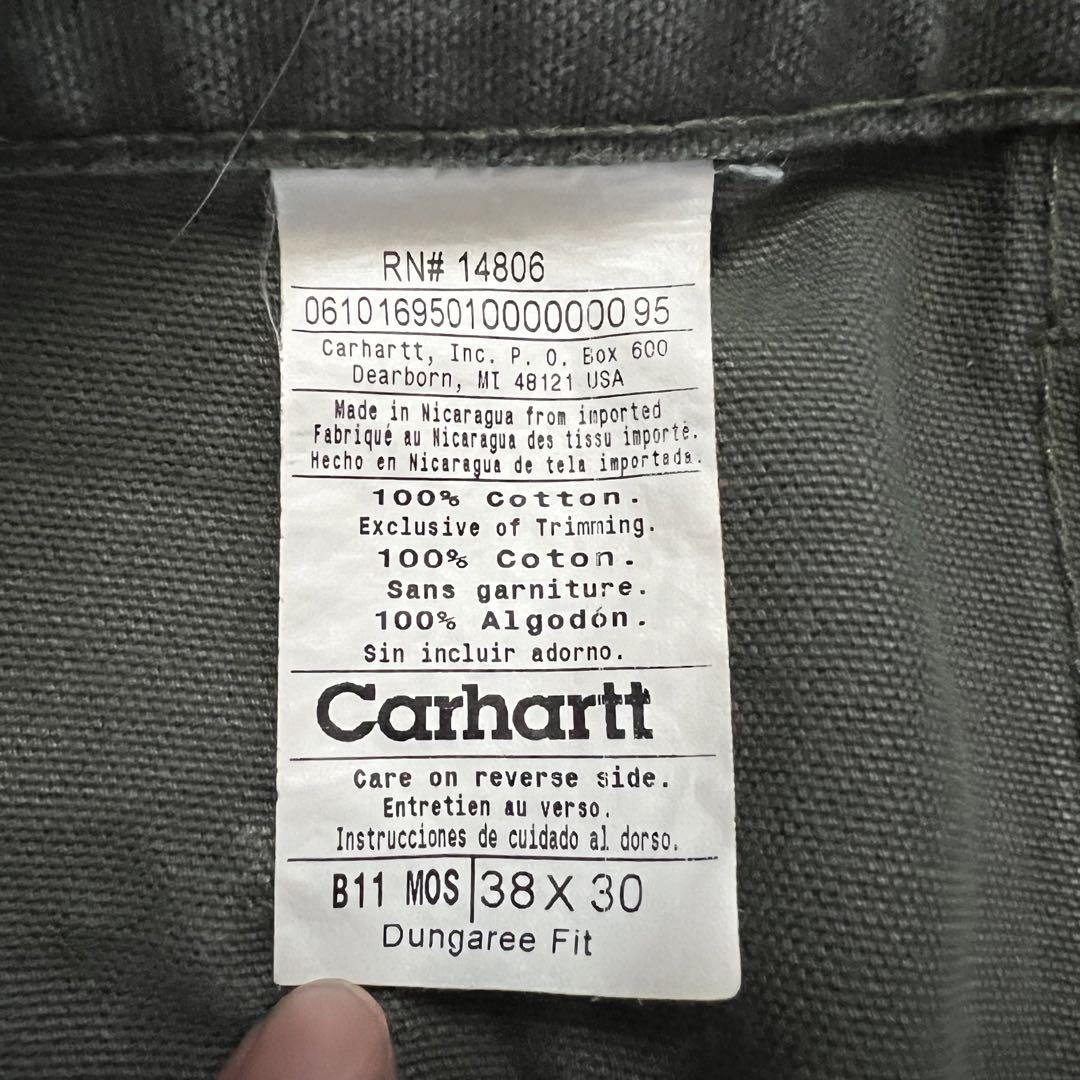 RN# 14806
0610169501000000095
Carhartt, Inc. P. O. Box 600
Dearborn, MI 48121 USA
Made in Nicaragua from imported
Fabriqué au Nicaragua des tissu importe.
Hecho en Nicaragua de tela importada.
100% Cotton.
Exclusive of Trimming.
100% Coton.
Sans garniture.
100% Algodón.
Sin incluir adorno.
Carhartt
Care on reverse side.
Entretien au verso.
Instrucciones de cuidado al dorso.
B11 MOS 38 X 30
Dungaree Fit